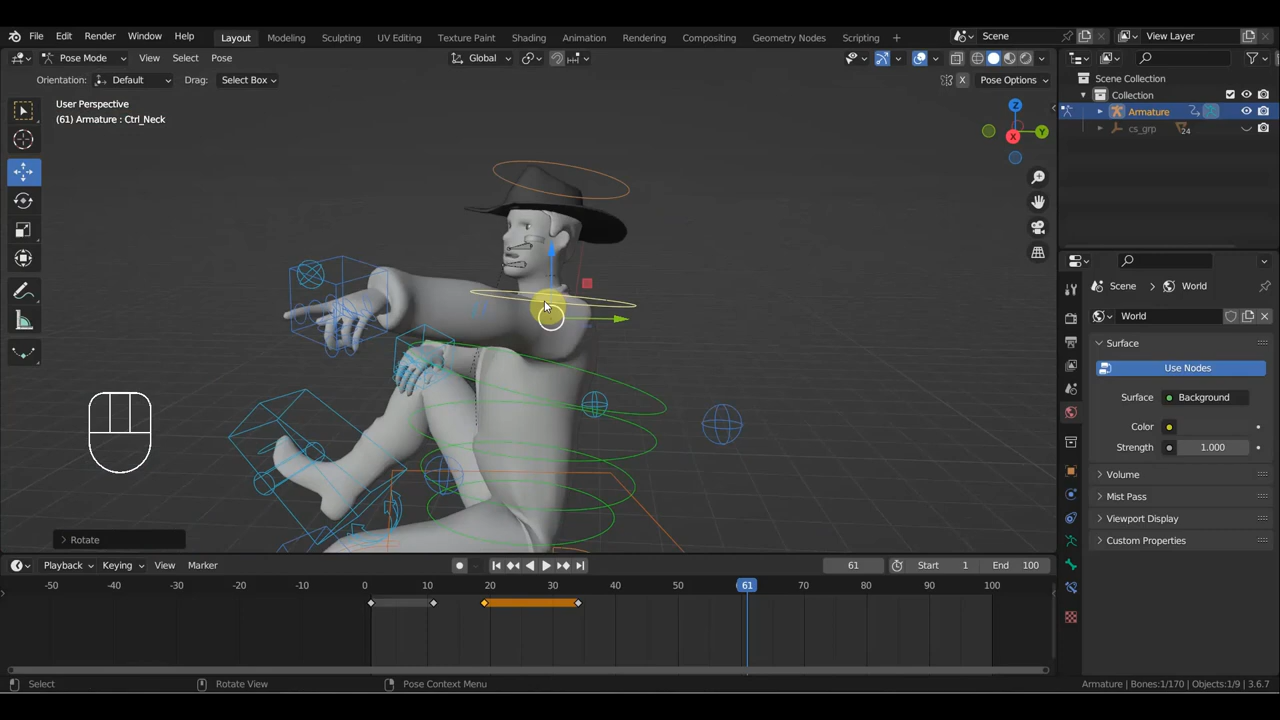 File Edit Render Window Help Layout Modeling Sculpting UV Editing Texture Paint Shading Animation Rendering Compositing Geometry Nodes Scripting + Scene View Layer
Pose Mode View Select Pose Global Pose Options
Orientation: Default Drag: Select Box X
User Perspective
(61) Armature : Ctrl_Neck
Scene Collection
Collection
Armature
cs_grp 24
Z
Y
X
Scene > World
World
Surface
Use Nodes
Surface Background
Color
Strength 1.000
Volume
Mist Pass
Viewport Display
Custom Properties
> Rotate
Playback Keying View Marker 61 Start 1 End 100
-50 -40 -30 -20 -10 0 10 20 30 40 50 61 70 80 90 100
Select Rotate View Pose Context Menu Armature | Bones:1/170 | Objects:1/9 | 3.6.7